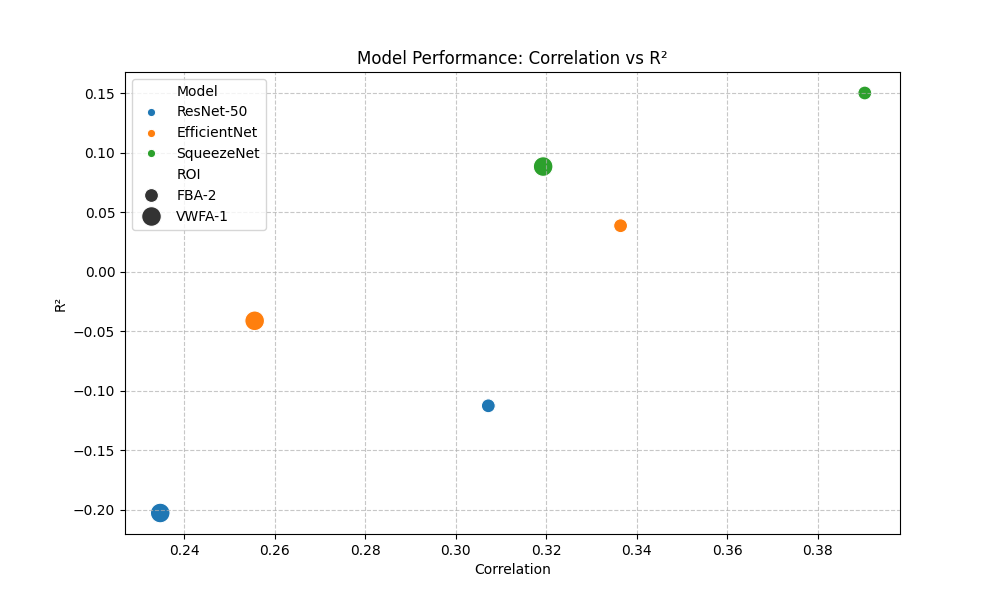 Model Performance: Correlation vs R²
Model
ResNet-50
EfficientNet
SqueezeNet
ROI
FBA-2
VWFA-1
0.15
0.10
0.05
0.00
−0.05
−0.10
−0.15
−0.20
R²
0.24 0.26 0.28 0.30 0.32 0.34 0.36 0.38
Correlation